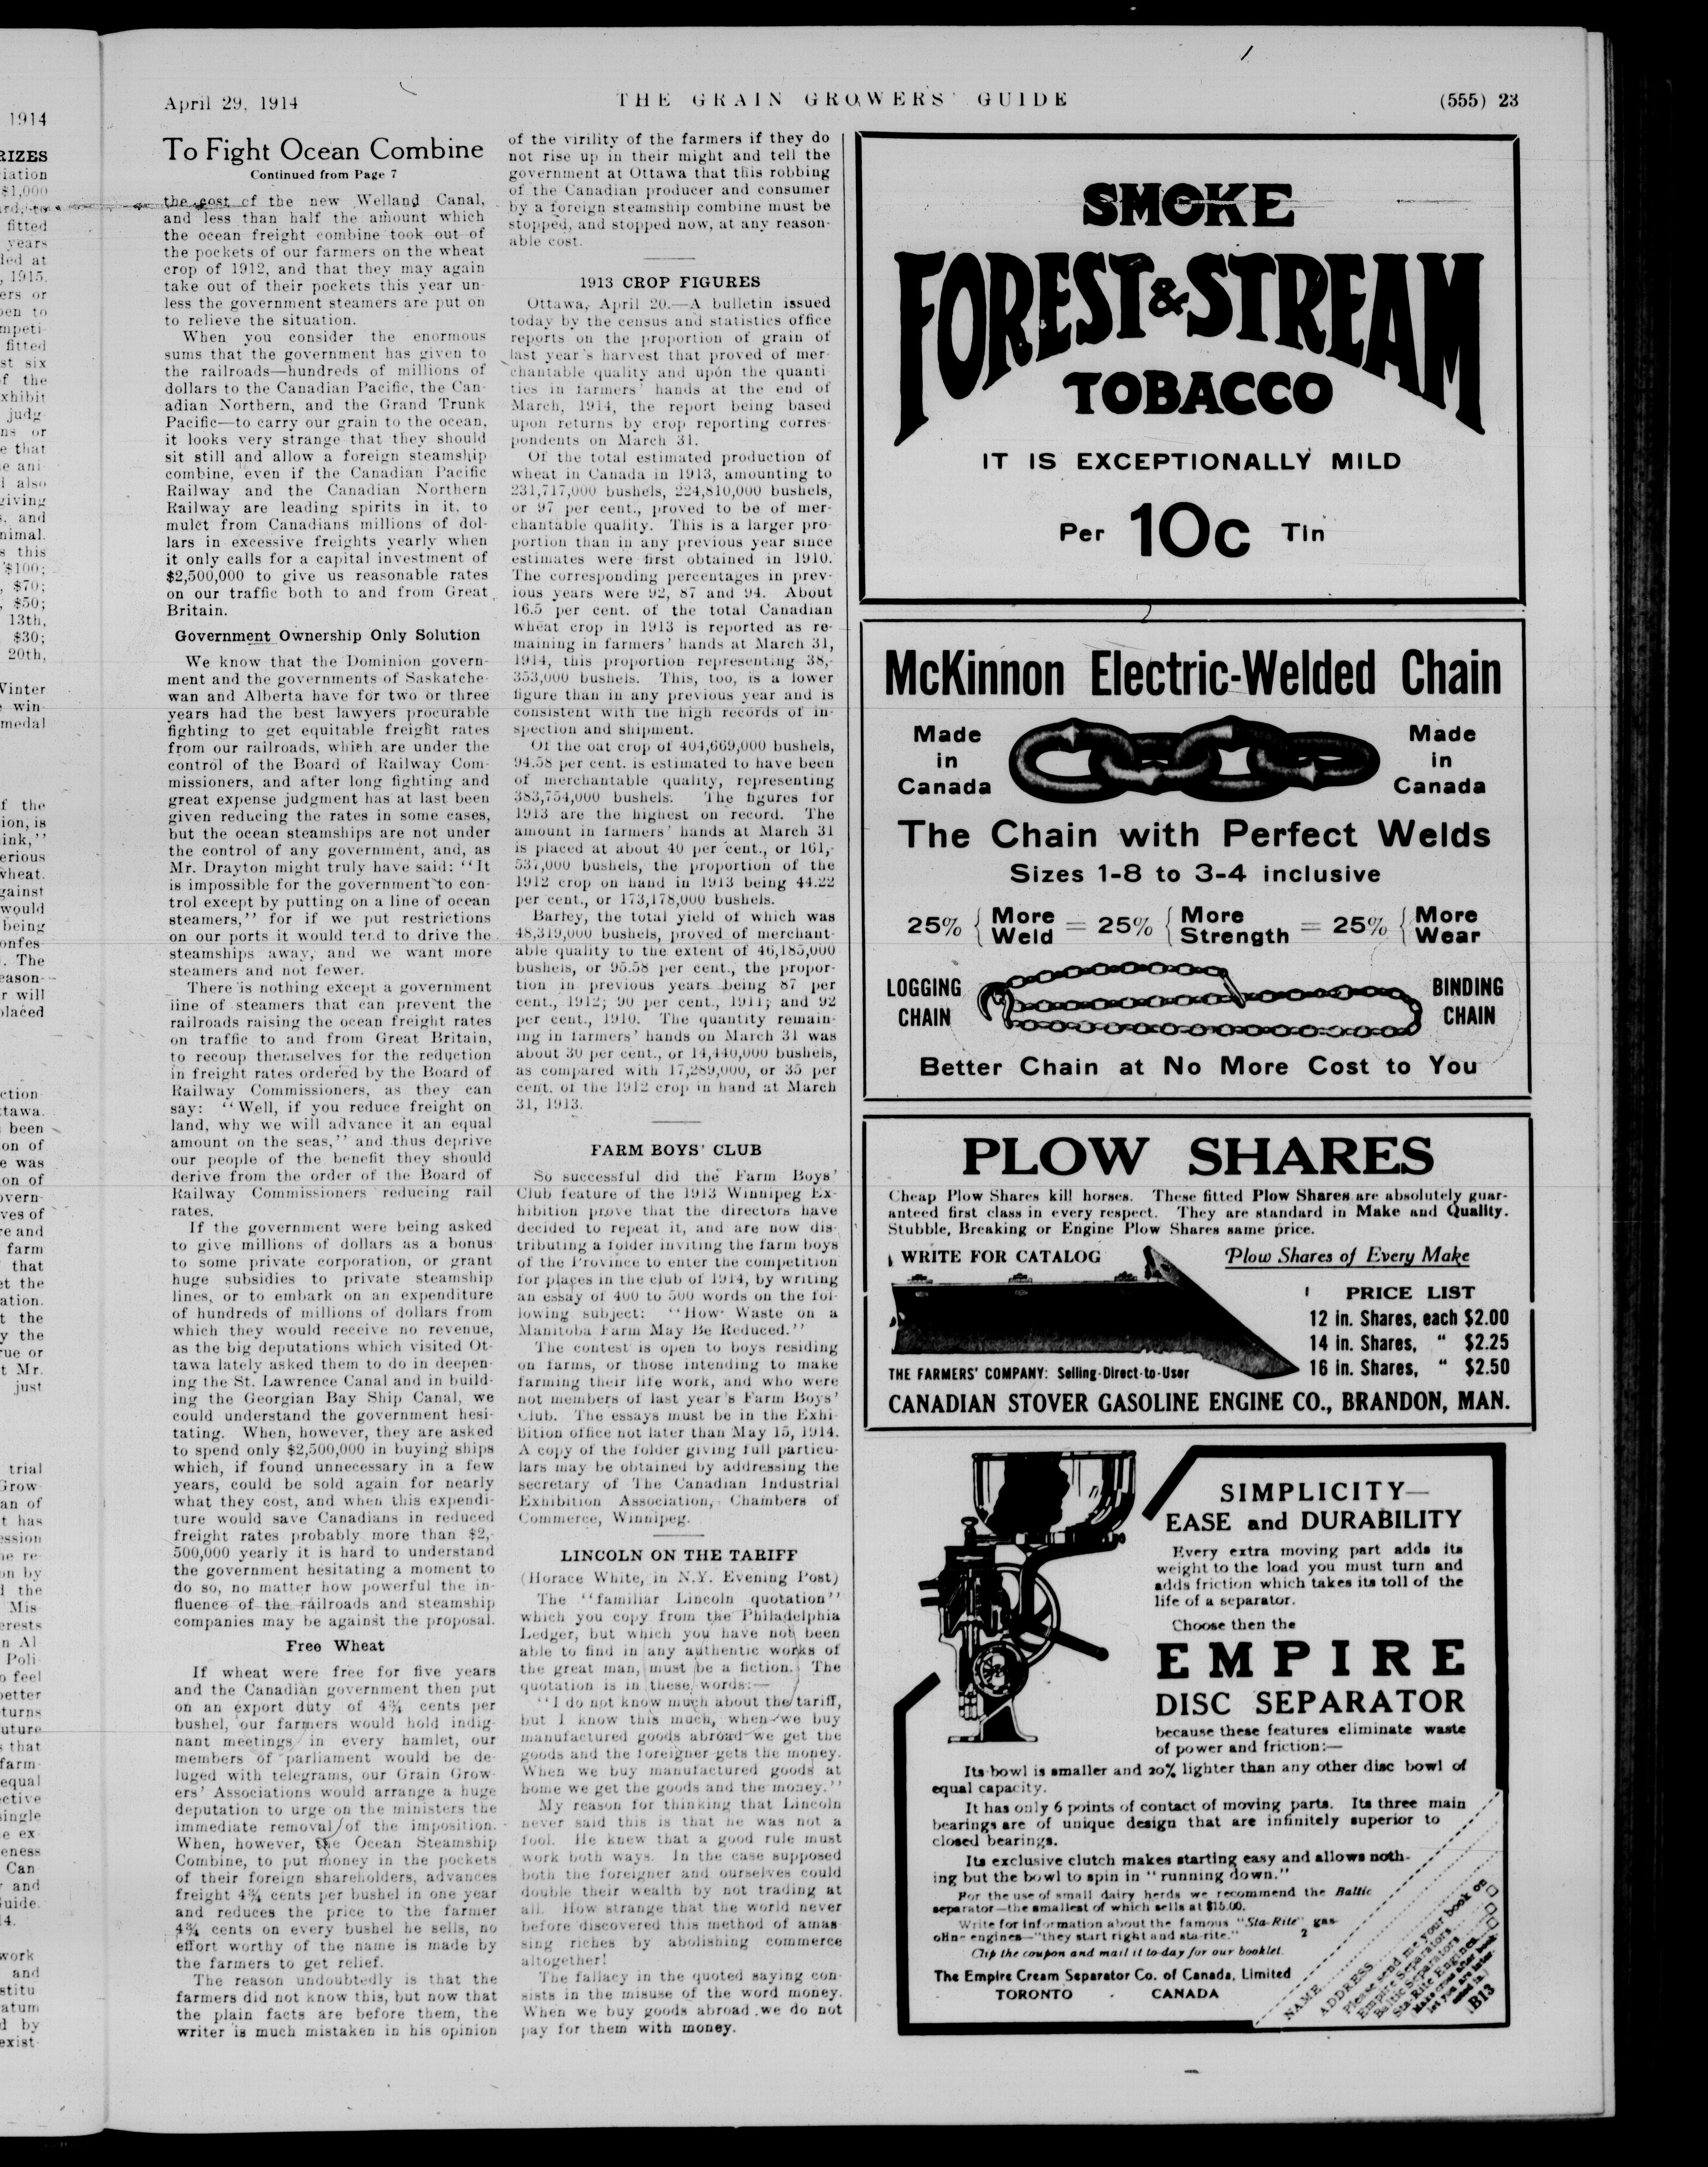 April 29, 1914
THE GRAIN GROWERS' GUIDE
(555) 23
To Fight Ocean Combine
Continued from Page 7
the cost of the new Welland Canal,
and less than half the amount which
the ocean freight combine took out of
the pockets of our farmers on the wheat
crop of 1912, and that they may again
take out of their pockets this year un-
less the government steamers are put on
to relieve the situation.
When you consider the enormous
sums that the government has given to
the railroads—hundreds of millions of
dollars to the Canadian Pacific, the Can-
adian Northern, and the Grand Trunk
Pacific—to carry our grain to the ocean,
it looks very strange that they should
sit still and allow a foreign steamship
combine, even if the Canadian Pacific
Railway and the Canadian Northern
Railway are leading spirits in it, to
mulct from Canadians millions of dol-
lars in excessive freights yearly when
it only calls for a capital investment of
$2,500,000 to give us reasonable rates
on our traffic both to and from Great
Britain.
Government Ownership Only Solution
We know that the Dominion govern-
ment and the governments of Saskatche-
wan and Alberta have for two or three
years had the best lawyers procurable
fighting to get equitable freight rates
from our railroads, which are under the
control of the Board of Railway Com-
missioners, and after long fighting and
great expense judgment has at last been
given reducing the rates in some cases,
but the ocean steamships are not under
the control of any government, and, as
Mr. Drayton might truly have said: "It
is impossible for the government to con-
trol except by putting on a line of ocean
steamers," for if we put restrictions
on our ports it would tend to drive the
steamships away, and we want more
steamers and not fewer.
There is nothing except a government
line of steamers that can prevent the
railroads raising the ocean freight rates
on traffic to and from Great Britain,
to recoup themselves for the reduction
in freight rates ordered by the Board of
Railway Commissioners, as they can
say: "Well, if you reduce freight on
land, why we will advance it an equal
amount on the seas," and thus deprive
our people of the benefit they should
derive from the order of the Board of
Railway Commissioners reducing rail
rates.
If the government were being asked
to give millions of dollars as a bonus
to some private corporation, or grant
huge subsidies to private steamship
lines, or to embark on an expenditure
of hundreds of millions of dollars from
which they would receive no revenue,
as the big deputations which visited Ot-
tawa lately asked them to do in deepen-
ing the St. Lawrence Canal and in build-
ing the Georgian Bay Ship Canal, we
could understand the government hesi-
tating. When, however, they are asked
to spend only $2,500,000 in buying ships
which, if found unnecessary in a few
years, could be sold again for nearly
what they cost, and when this expendi-
ture would save Canadians in reduced
freight rates probably more than $2,-
500,000 yearly it is hard to understand
the government hesitating a moment to
do so, no matter how powerful the in-
fluence of the railroads and steamship
companies may be against the proposal.
Free Wheat
If wheat were free for five years
and the Canadian government then put
on an export duty of 4¾ cents per
bushel, our farmers would hold indig-
nant meetings in every hamlet, our
members of parliament would be de-
luged with telegrams, our Grain Grow-
ers' Associations would arrange a huge
deputation to urge on the ministers the
immediate removal of the imposition.
When, however, the Ocean Steamship
Combine, to put money in the pockets
of their foreign shareholders, advances
freight 4¾ cents per bushel in one year
and reduces the price to the farmer
4¾ cents on every bushel he sells, no
effort worthy of the name is made by
the farmers to get relief.
The reason undoubtedly is that the
farmers did not know this, but now that
the plain facts are before them, the
writer is much mistaken in his opinion
of the virility of the farmers if they do
not rise up in their might and tell the
government at Ottawa that this robbing
of the Canadian producer and consumer
by a foreign steamship combine must be
stopped, and stopped now, at any reason-
able cost.
1913 CROP FIGURES
Ottawa, April 20.—A bulletin issued
today by the census and statistics office
reports on the proportion of grain of
last year's harvest that proved of mer-
chantable quality and upon the quanti
ties in farmers' hands at the end of
March, 1914, the report being based
upon returns by crop reporting corres-
pondents on March 31.
Of the total estimated production of
wheat in Canada in 1913, amounting to
231,717,000 bushels, 224,810,000 bushels,
or 97 per cent., proved to be of mer-
chantable quality. This is a larger pro-
portion than in any previous year since
estimates were first obtained in 1910.
The corresponding percentages in prev-
ious years were 92, 87 and 94. About
16.5 per cent. of the total Canadian
wheat crop in 1913 is reported as re-
maining in farmers' hands at March 31,
1914, this proportion representing 38,-
353,000 bushels. This, too, is a lower
figure than in any previous year and is
consistent with the high records of in-
spection and shipment.
Of the oat crop of 404,669,000 bushels,
94.58 per cent. is estimated to have been
of merchantable quality, representing
383,754,000 bushels. The figures for
1913 are the highest on record. The
amount in farmers' hands at March 31
is placed at about 40 per cent., or 161,-
537,000 bushels, the proportion of the
1912 crop on hand in 1913 being 44.22
per cent., or 173,178,000 bushels.
Barley, the total yield of which was
48,319,000 bushels, proved of merchant-
able quality to the extent of 46,185,000
bushels, or 95.58 per cent., the propor-
tion in previous years being 87 per
cent., 1912; 90 per cent., 1911; and 92
per cent., 1910. The quantity remain-
ing in farmers' hands on March 31 was
about 30 per cent., or 14,440,000 bushels,
as compared with 17,289,000, or 35 per
cent. of the 1912 crop in hand at March
31, 1913.
FARM BOYS' CLUB
So successful did the Farm Boys'
Club feature of the 1913 Winnipeg Ex-
hibition prove that the directors have
decided to repeat it, and are now dis-
tributing a folder inviting the farm boys
of the Province to enter the competition
for places in the club of 1914, by writing
an essay of 400 to 500 words on the fol-
lowing subject: "How Waste on a
Manitoba Farm May Be Reduced."
The contest is open to boys residing
on farms, or those intending to make
farming their life work, and who were
not members of last year's Farm Boys'
Club. The essays must be in the Exhi-
bition office not later than May 15, 1914.
A copy of the folder giving full particu-
lars may be obtained by addressing the
secretary of The Canadian Industrial
Exhibition Association, Chambers of
Commerce, Winnipeg.
LINCOLN ON THE TARIFF
(Horace White, in N.Y. Evening Post)
The "familiar Lincoln quotation"
which you copy from the Philadelphia
Ledger, but which you have not been
able to find in any authentic works of
the great man, must be a fiction. The
quotation is in these words:—
"I do not know much about the tariff,
but I know this much, when we buy
manufactured goods abroad we get the
goods and the foreigner gets the money.
When we buy manufactured goods at
home we get the goods and the money."
My reason for thinking that Lincoln
never said this is that he was not a
fool. He knew that a good rule must
work both ways. In the case supposed
both the foreigner and ourselves could
double their wealth by not trading at
all. How strange that the world never
before discovered this method of amas
sing riches by abolishing commerce
altogether!
The fallacy in the quoted saying con-
sists in the misuse of the word money.
When we buy goods abroad we do not
pay for them with money.
SMOKE
FOREST & STREAM
TOBACCO
IT IS EXCEPTIONALLY MILD
Per 10c Tin
McKinnon Electric-Welded Chain
Made in Canada
Made in Canada
The Chain with Perfect Welds
Sizes 1-8 to 3-4 inclusive
25% { More Weld = 25% { More Strength = 25% { More Wear
LOGGING CHAIN
BINDING CHAIN
Better Chain at No More Cost to You
PLOW SHARES
Cheap Plow Shares kill horses. These fitted Plow Shares are absolutely guar-
anteed first class in every respect. They are standard in Make and Quality.
Stubble, Breaking or Engine Plow Shares same price.
WRITE FOR CATALOG
Plow Shares of Every Make
PRICE LIST
12 in. Shares, each $2.00
14 in. Shares, " $2.25
16 in. Shares, " $2.50
THE FARMERS' COMPANY: Selling-Direct-to-User
CANADIAN STOVER GASOLINE ENGINE CO., BRANDON, MAN.
SIMPLICITY—
EASE and DURABILITY
Every extra moving part adds its
weight to the load you must turn and
adds friction which takes its toll of the
life of a separator.
Choose then the
EMPIRE
DISC SEPARATOR
because these features eliminate waste
of power and friction:—
Its bowl is smaller and 20% lighter than any other disc bowl of
equal capacity.
It has only 6 points of contact of moving parts. Its three main
bearings are of unique design that are infinitely superior to
closed bearings.
Its exclusive clutch makes starting easy and allows noth-
ing but the bowl to spin in "running down."
For the use of small dairy herds we recommend the Baltic
separator—the smallest of which sells at $15.00.
Write for information about the famous "Sta-Rite" gas-
oline engines—"they start right and sta-rite." 2
Clip the coupon and mail it to-day for our booklet.
The Empire Cream Separator Co. of Canada, Limited
TORONTO - CANADA
NAME
ADDRESS
Please send me your book on
Empire Separators
Baltic Separators
Sta-Rite Engines
B13